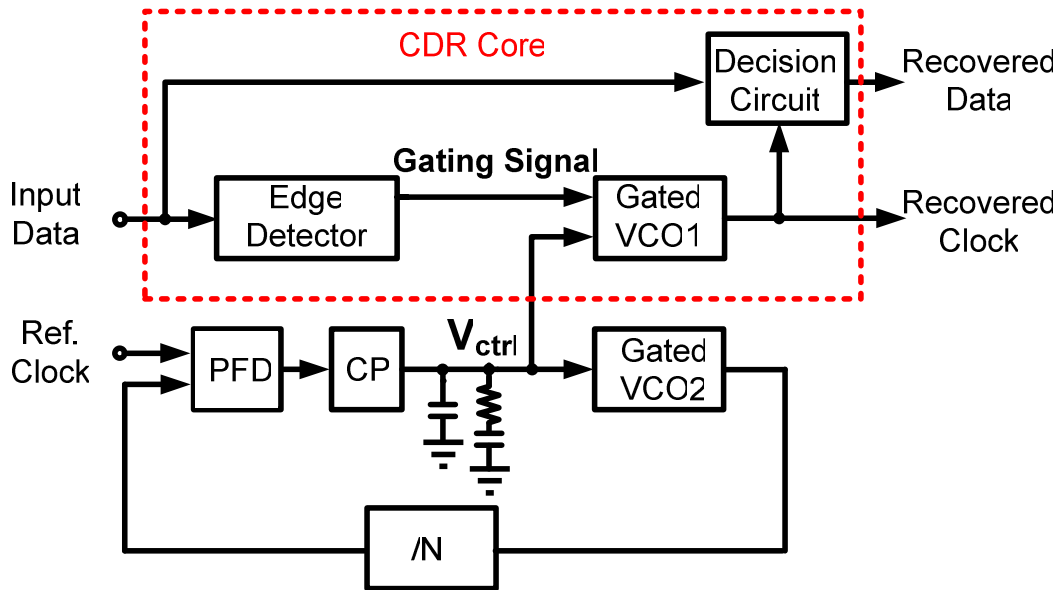 CDR Core
Decision
Circuit
Recovered
Data
Gating Signal
Input
Data
Edge
Detector
Gated
VCO1
Recovered
Clock
Ref.
Clock
PFD
CP
Vctrl
Gated
VCO2
/N